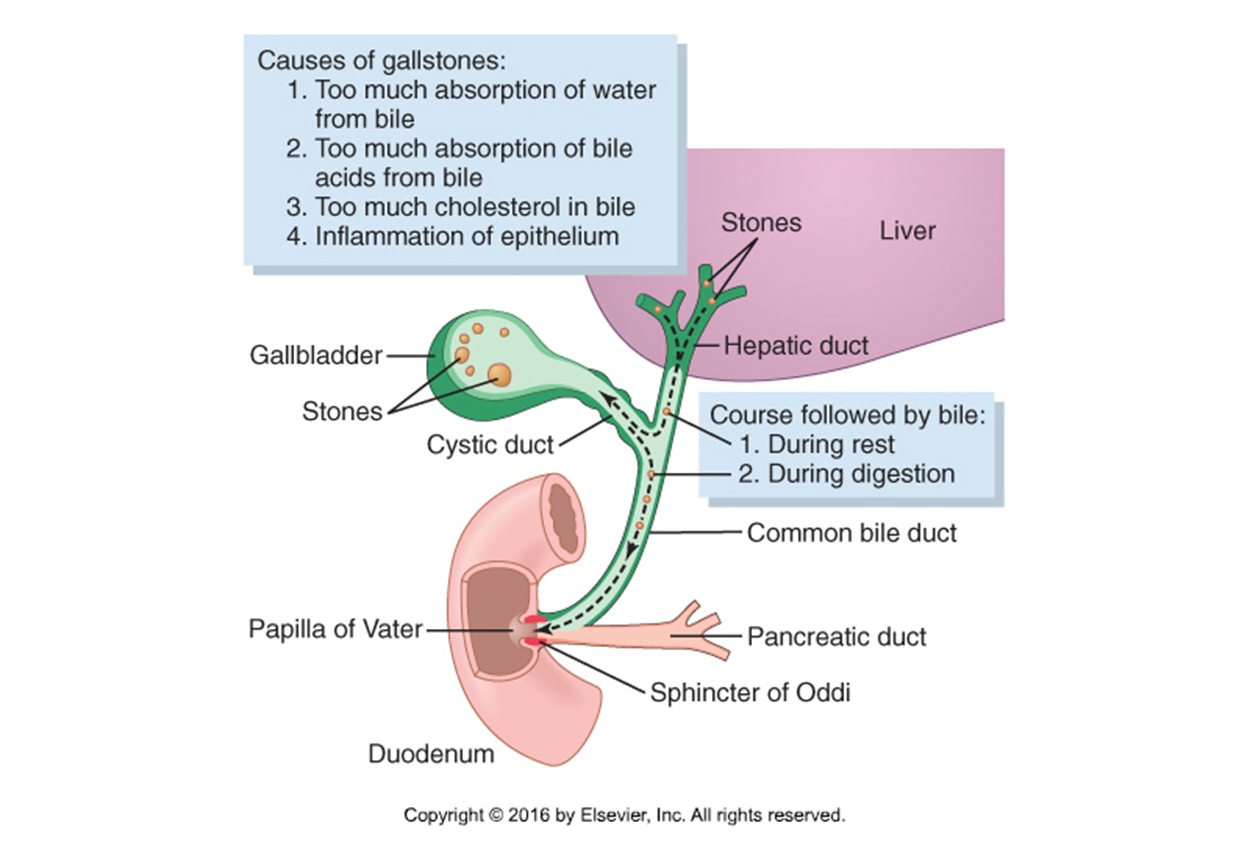 Causes of gallstones:
1. Too much absorption of water
from bile
2. Too much absorption of bile
acids from bile
3. Too much cholesterol in bile
4. Inflammation of epithelium
Stones
Liver
Hepatic duct
Gallbladder
Stones
Cystic duct
Course followed by bile:
1. During rest
2. During digestion
Common bile duct
Papilla of Vater
Pancreatic duct
Sphincter of Oddi
Duodenum
Copyright © 2016 by Elsevier, Inc. All rights reserved.